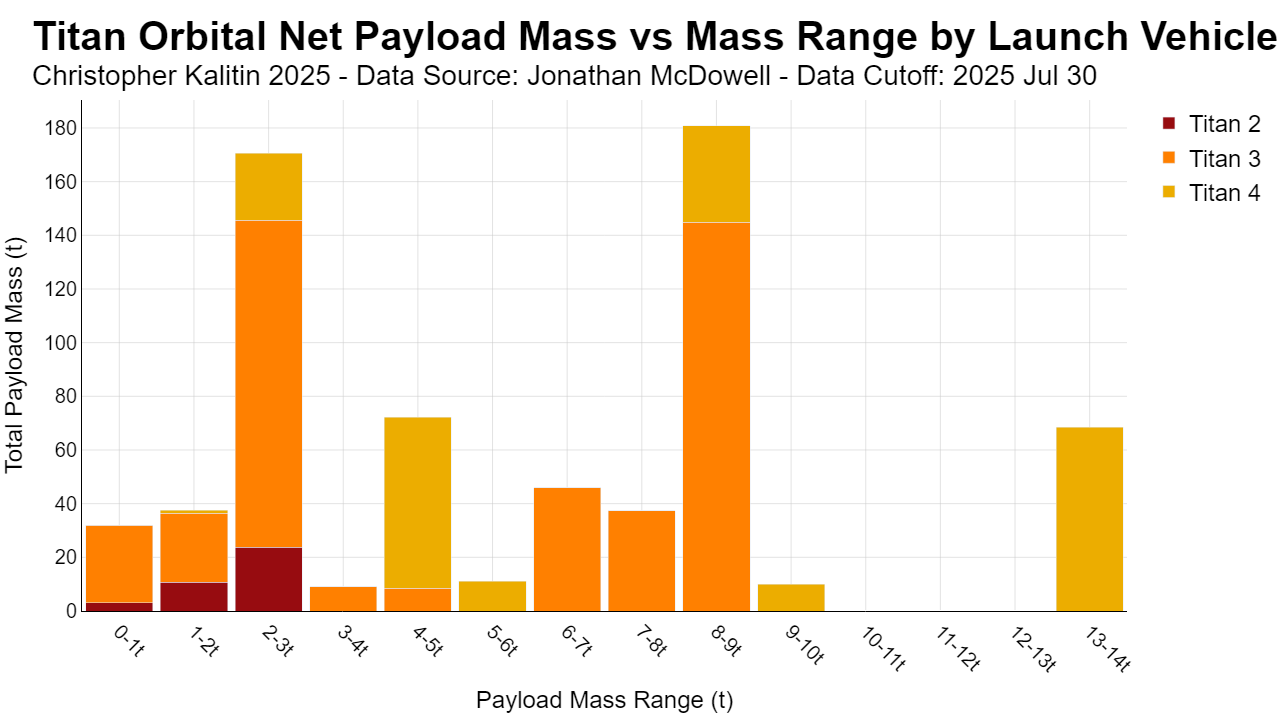 Titan Orbital Net Payload Mass vs Mass Range by Launch Vehicle
Christopher Kalitin 2025 - Data Source: Jonathan McDowell - Data Cutoff: 2025 Jul 30
Titan 2
Titan 3
Titan 4
Total Payload Mass (t)
180
160
140
120
100
80
60
40
20
0
0-1t
1-2t
2-3t
3-4t
4-5t
5-6t
6-7t
7-8t
8-9t
9-10t
10-11t
11-12t
12-13t
13-14t
Payload Mass Range (t)